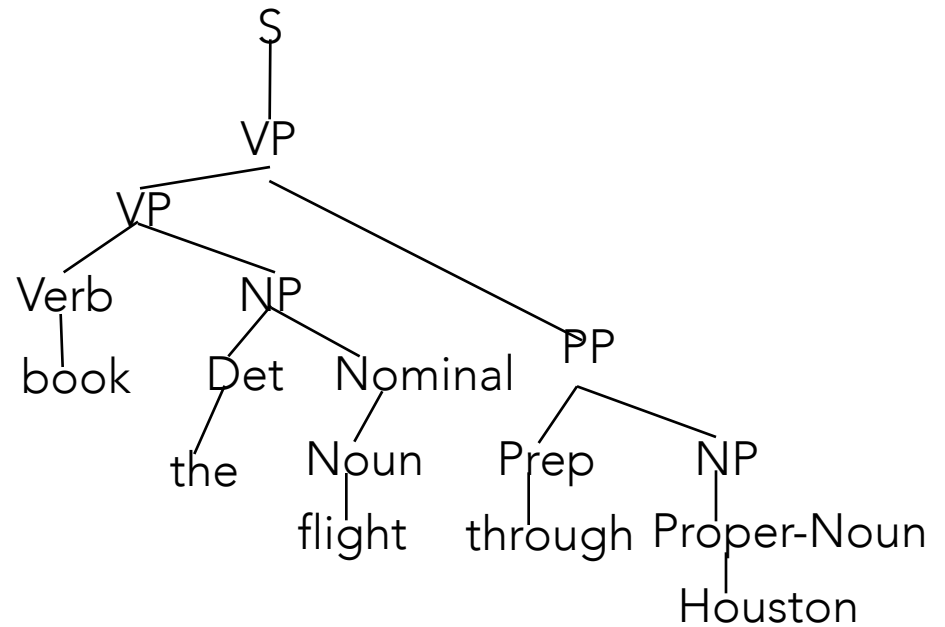 S
VP
VP
Verb NP
PP
book Det Nominal
the Noun Prep NP
flight through Proper-Noun
Houston